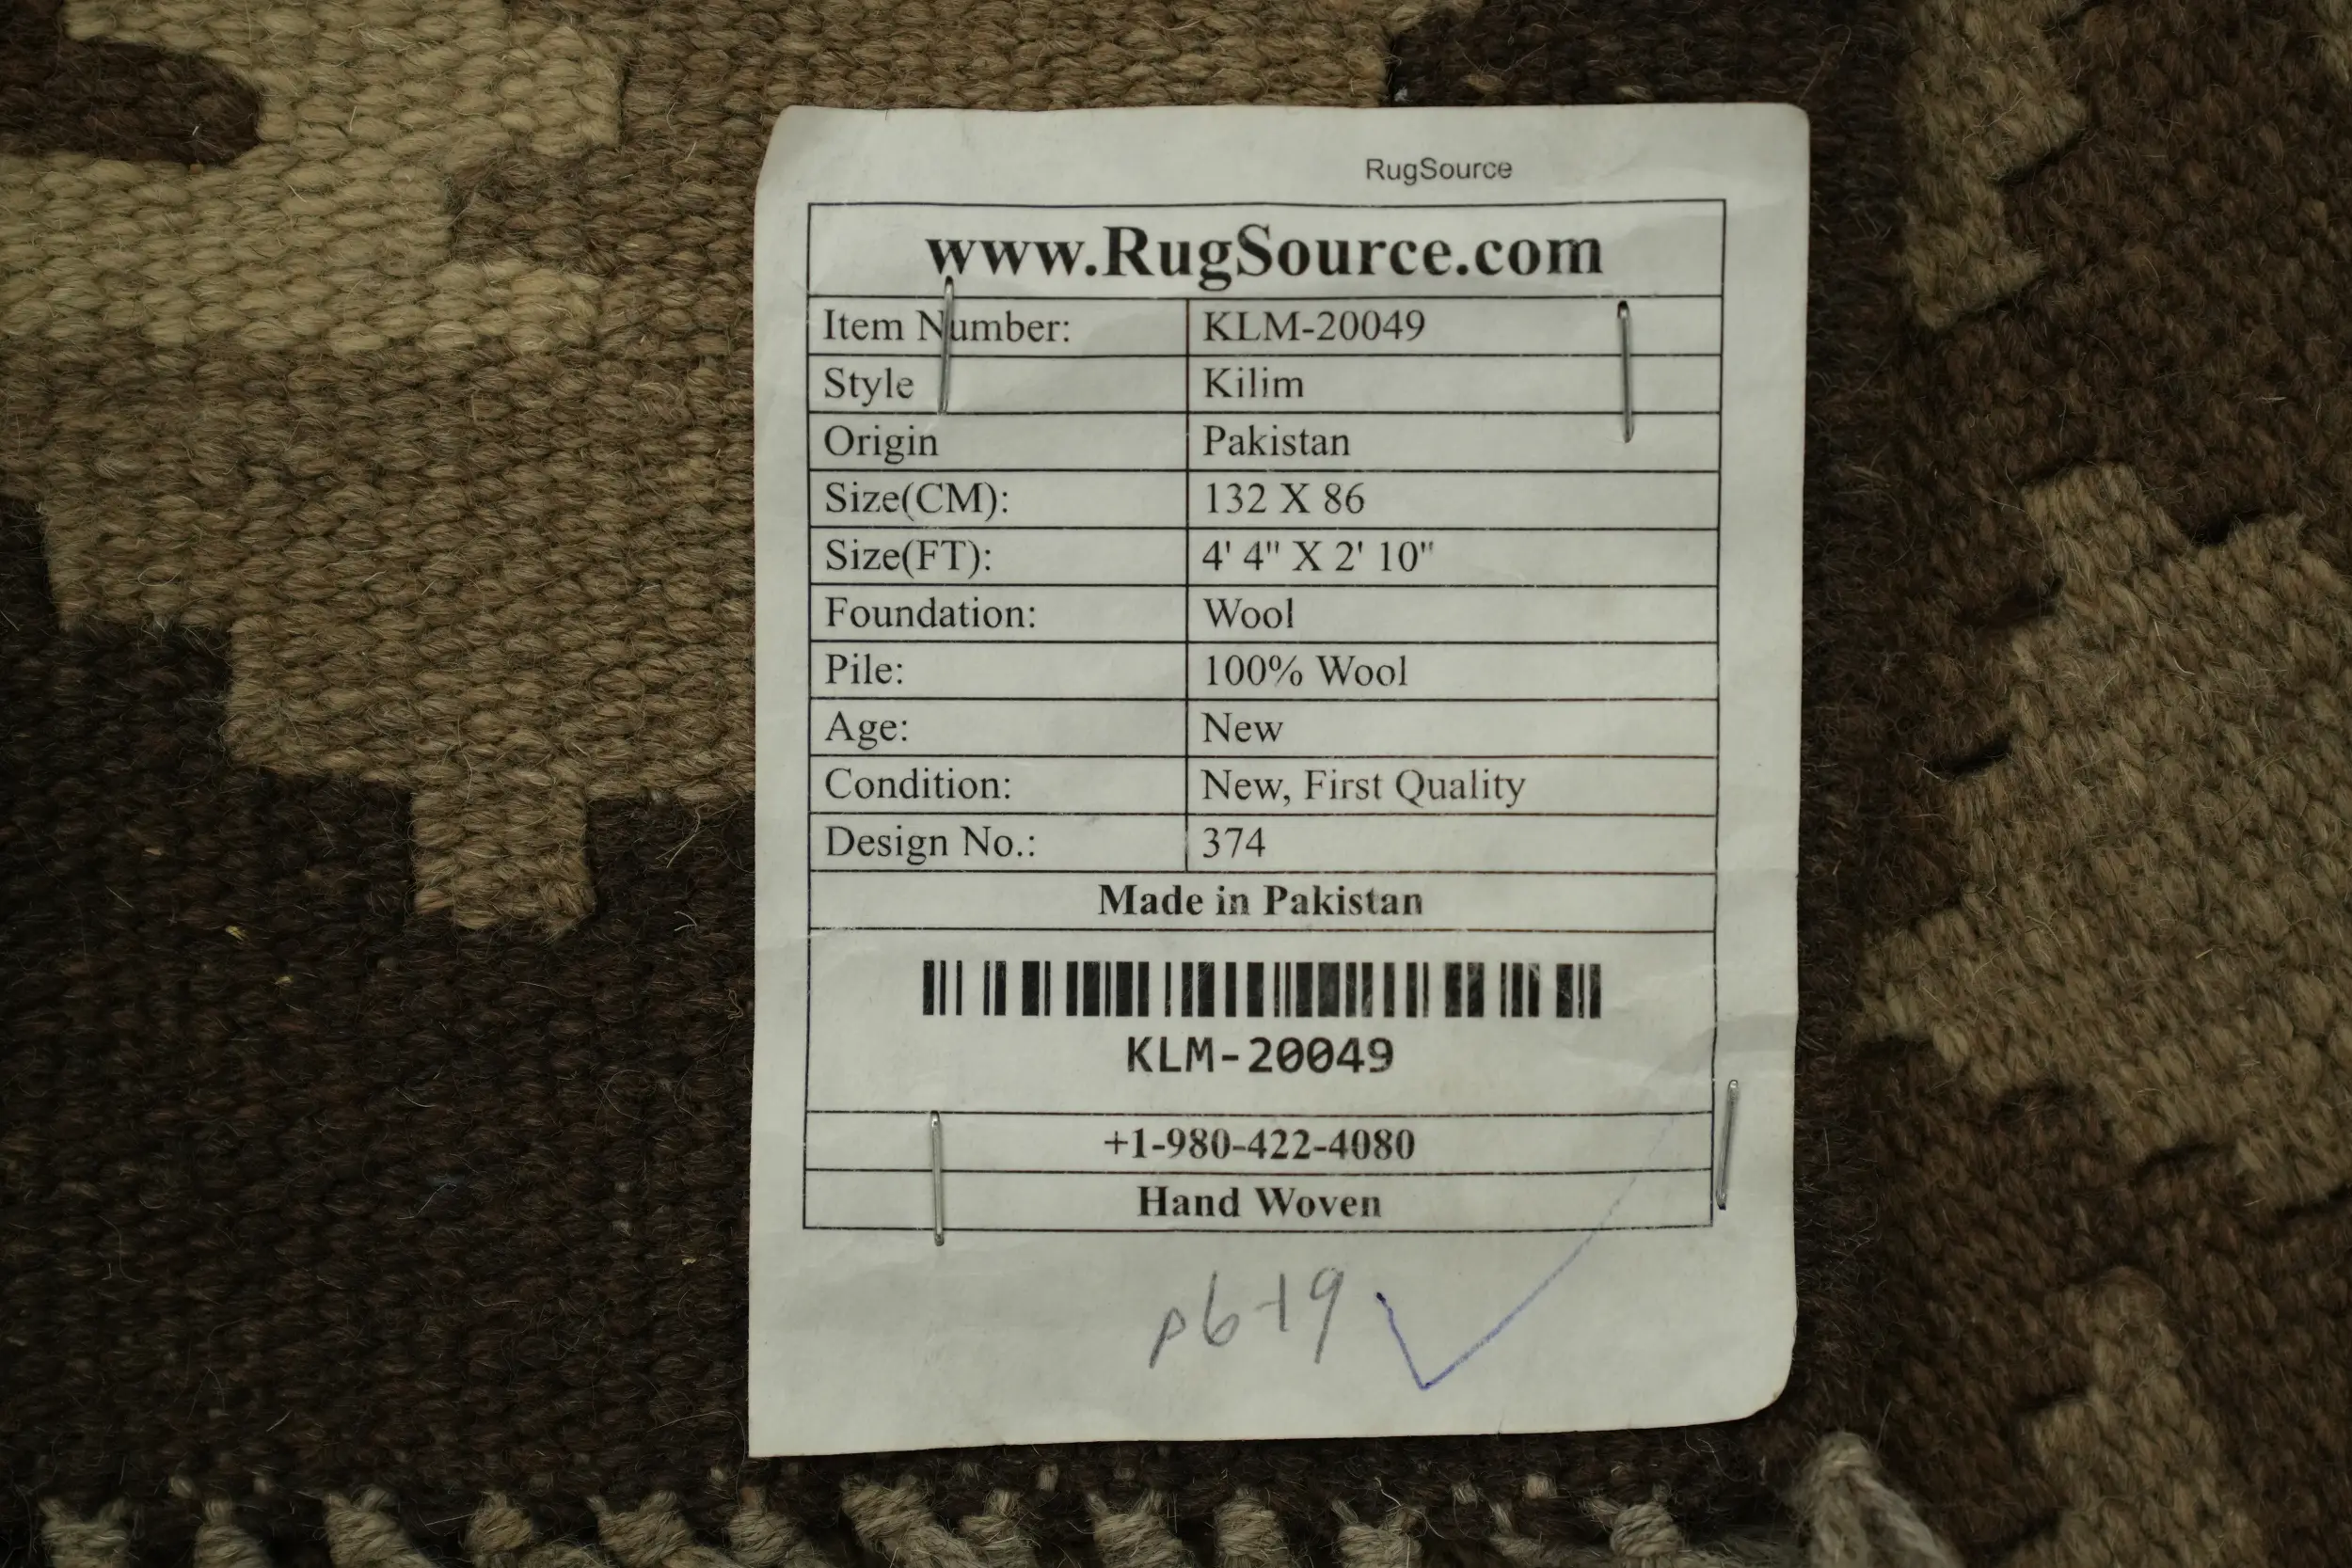 RugSource
www.RugSource.com
Item Number: KLM-20049
Style Kilim
Origin Pakistan
Size(CM): 132 X 86
Size(FT): 4' 4" X 2' 10"
Foundation: Wool
Pile: 100% Wool
Age: New
Condition: New, First Quality
Design No.: 374
Made in Pakistan
KLM-20049
+1-980-422-4080
Hand Woven